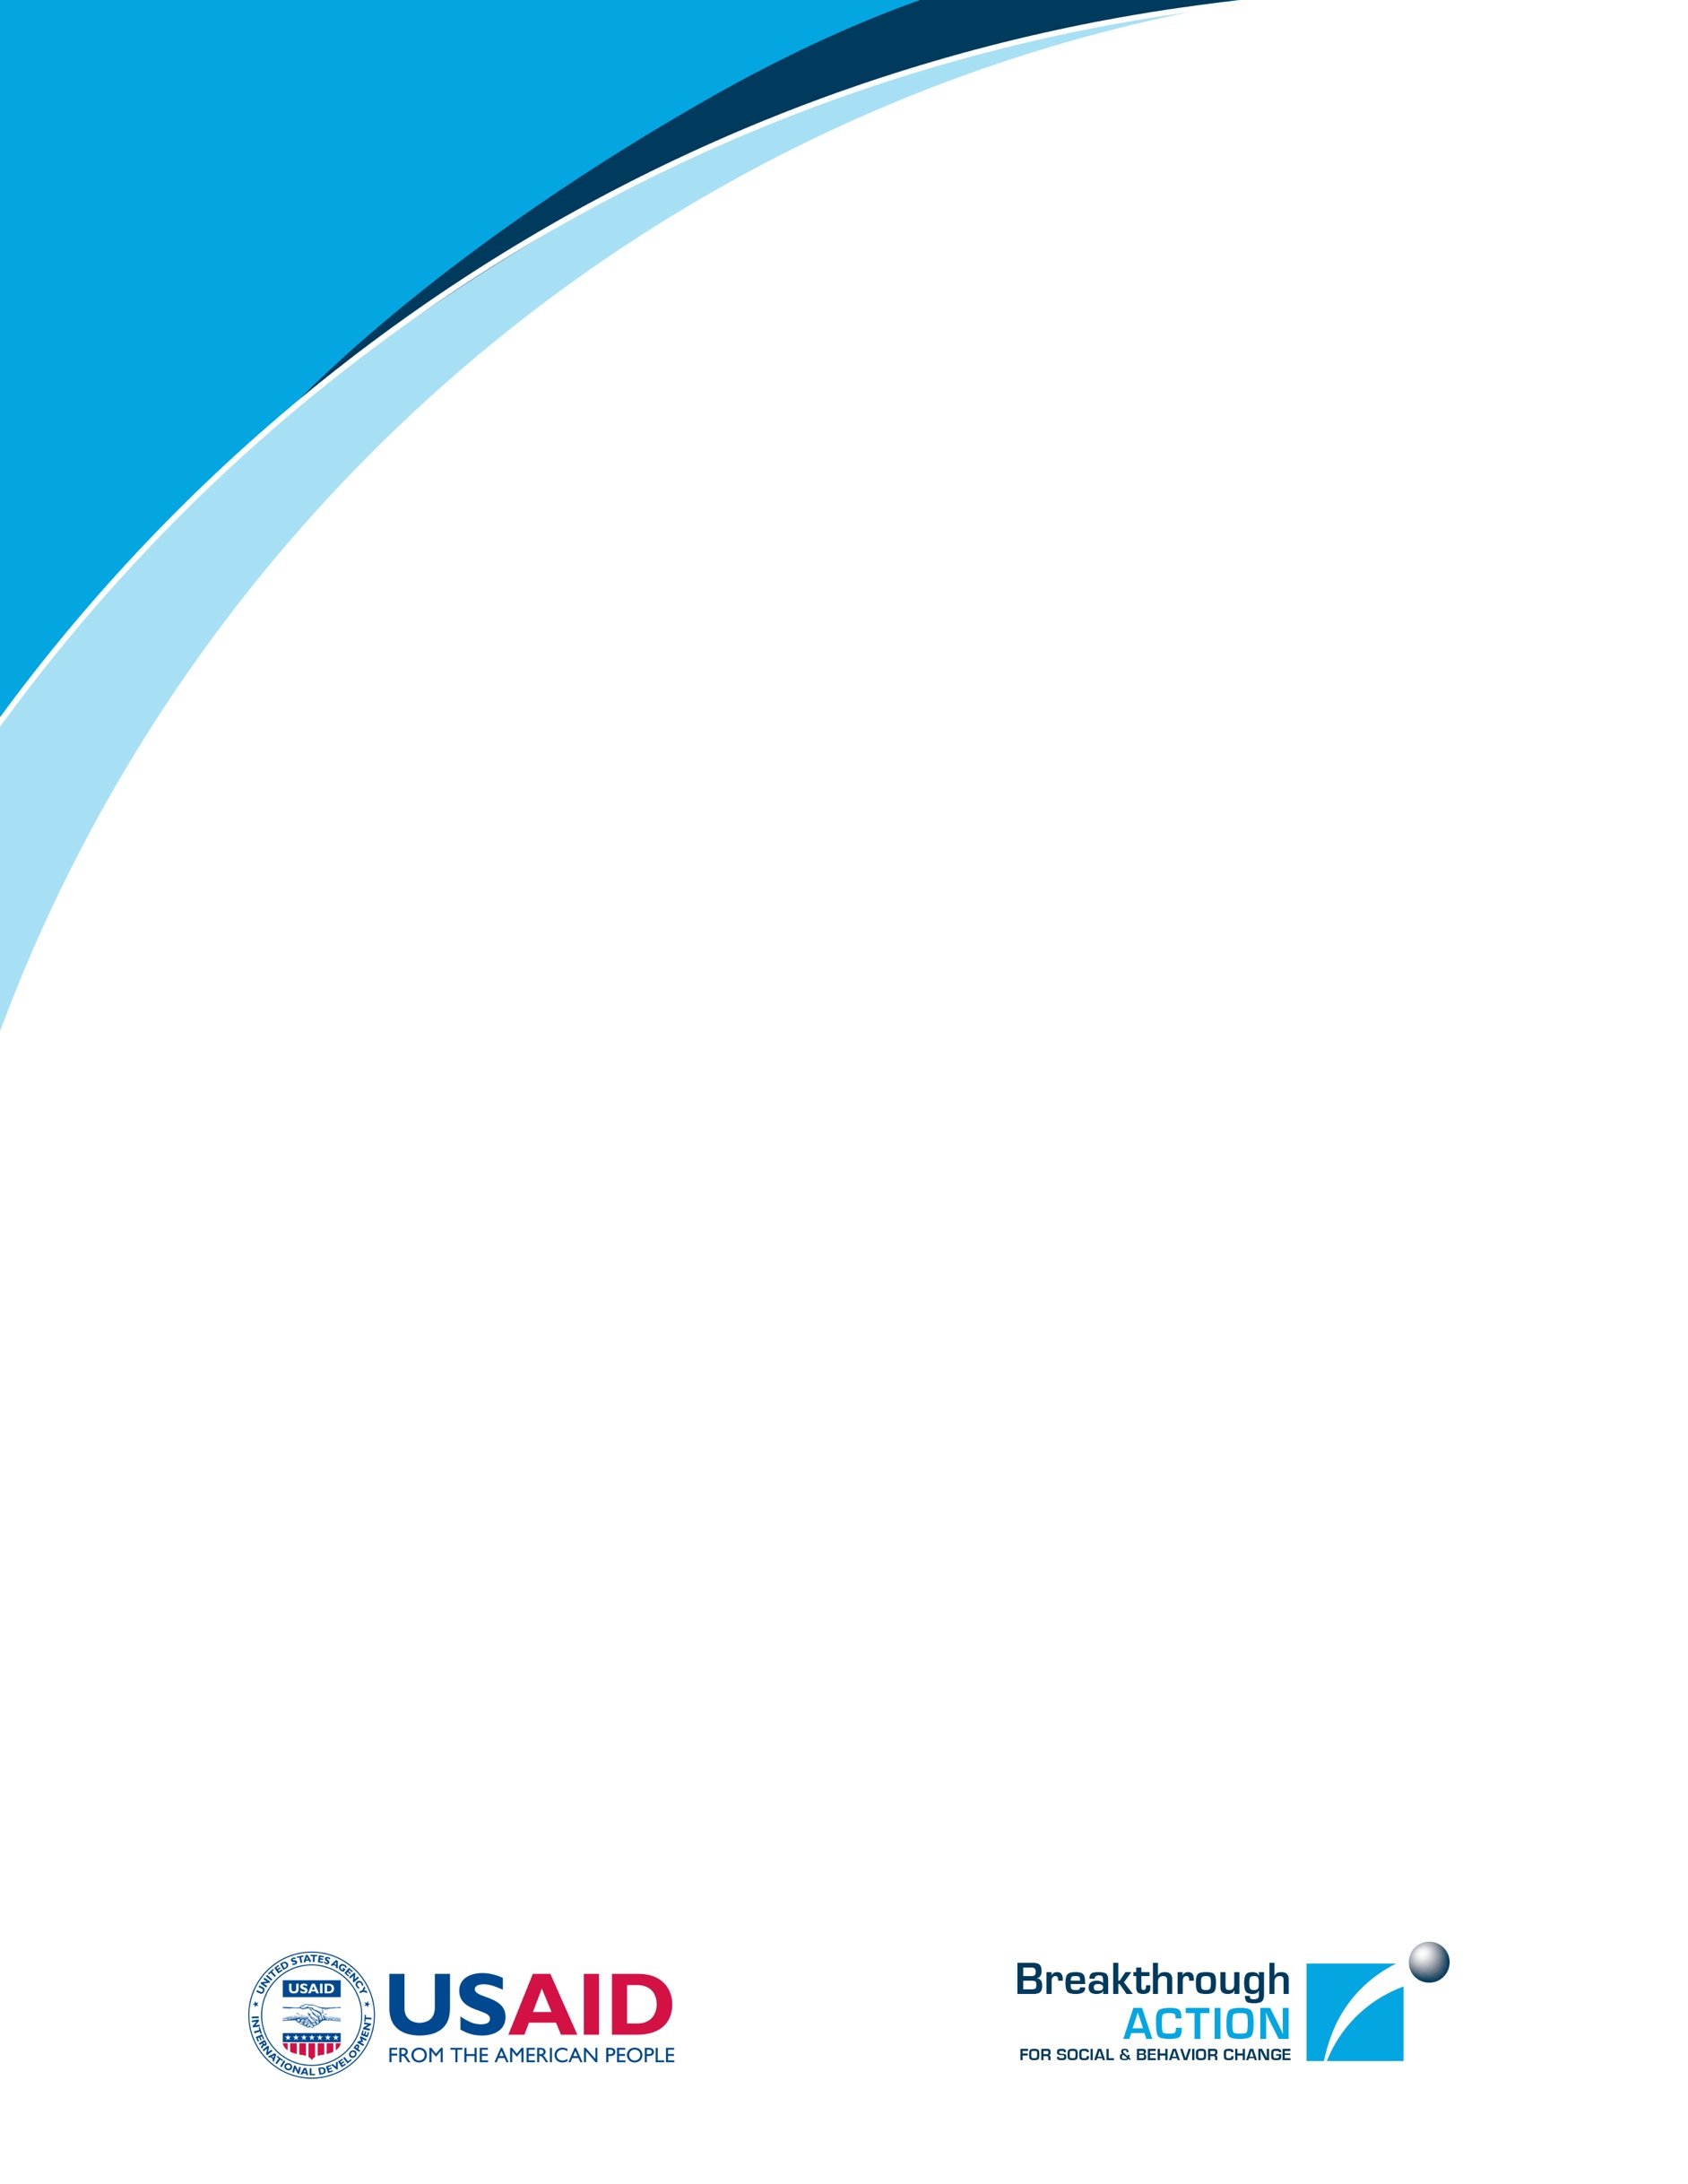 UNITED STATES AGENCY
USAID
INTERNATIONAL DEVELOPMENT
USAID
FROM THE AMERICAN PEOPLE
Breakthrough
ACTION
FOR SOCIAL & BEHAVIOR CHANGE